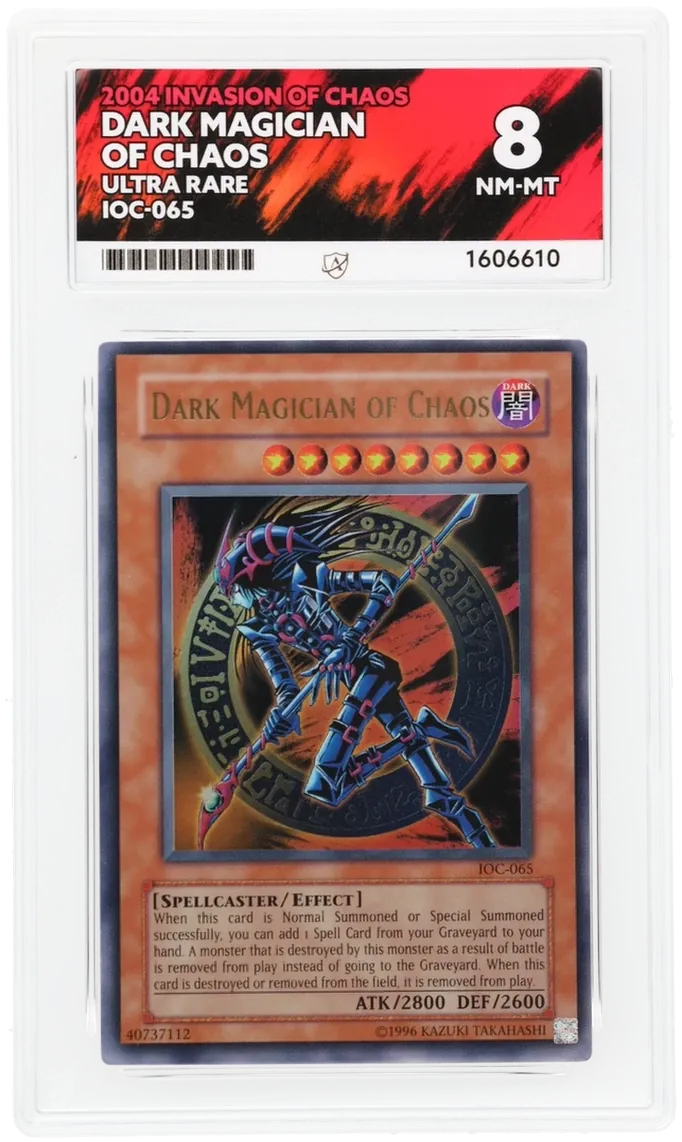 2004 INVASION OF CHAOS
DARK MAGICIAN
OF CHAOS
ULTRA RARE
IOC-065
8
NM-MT
1606610
DARK MAGICIAN OF CHAOS
DARK
闇
IOC-065
[SPELLCASTER/EFFECT]
When this card is Normal Summoned or Special Summoned
successfully, you can add 1 Spell Card from your Graveyard to your
hand. A monster that is destroyed by this monster as a result of battle
is removed from play instead of going to the Graveyard. When this
card is destroyed or removed from the field, it is removed from play.
ATK/2800 DEF/2600
40737112
©1996 KAZUKI TAKAHASHI